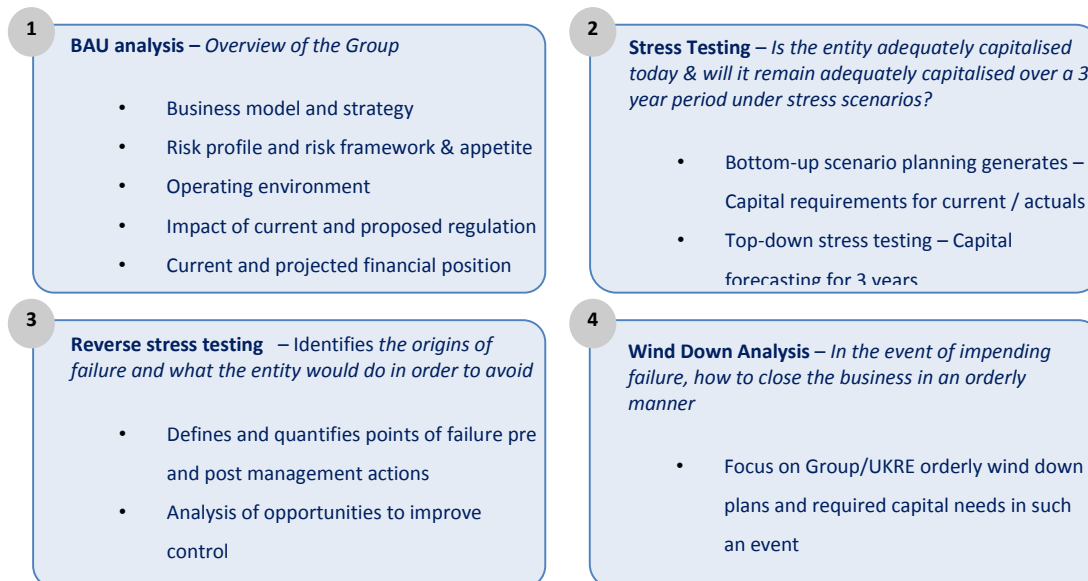 1
BAU analysis – Overview of the Group
• Business model and strategy
• Risk profile and risk framework & appetite
• Operating environment
• Impact of current and proposed regulation
• Current and projected financial position
2
Stress Testing – Is the entity adequately capitalised
today & will it remain adequately capitalised over a 3
year period under stress scenarios?
• Bottom-up scenario planning generates –
Capital requirements for current / actuals
• Top-down stress testing – Capital
forecasting for 3 years
3
Reverse stress testing – Identifies the origins of
failure and what the entity would do in order to avoid
• Defines and quantifies points of failure pre
and post management actions
• Analysis of opportunities to improve
control
4
Wind Down Analysis – In the event of impending
failure, how to close the business in an orderly
manner
• Focus on Group/UKRE orderly wind down
plans and required capital needs in such
an event